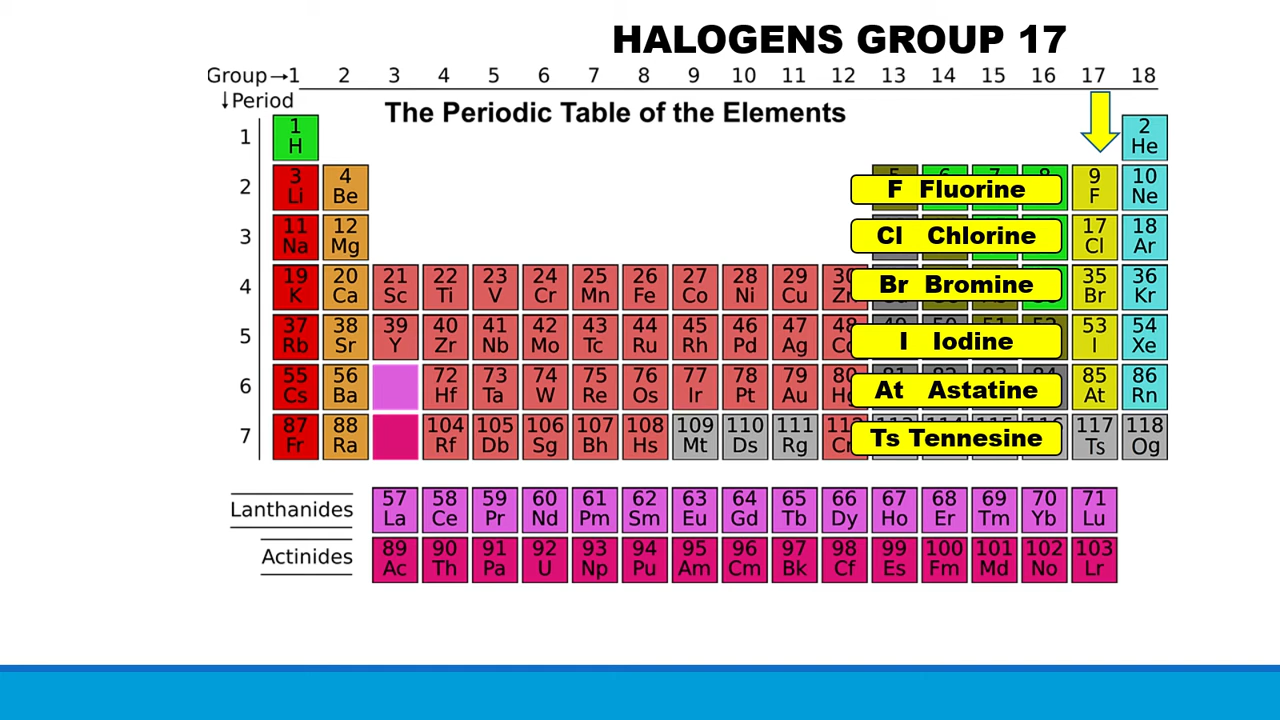 HALOGENS GROUP 17
Group→ 1 2 3 4 5 6 7 8 9 10 11 12 13 14 15 16 17 18
↓Period
The Periodic Table of the Elements
1 1 2
H He
2 3 4 9 10
Li Be F Fluorine F Ne
3 11 12 17 18
Na Mg Cl Chlorine Cl Ar
4 19 20 21 22 23 24 25 26 27 28 29 30 35 36
K Ca Sc Ti V Cr Mn Fe Co Ni Cu Zr Br Bromine Br Kr
5 37 38 39 40 41 42 43 44 45 46 47 48 53 54
Rb Sr Y Zr Nb Mo Tc Ru Rh Pd Ag I Iodine I Xe
6 55 56 72 73 74 75 76 77 78 79 80 85 86
Cs Ba Hf Ta W Re Os Ir Pt Au At Astatine At Rn
7 87 88 104 105 106 107 108 109 110 111 117 118
Fr Ra Rf Db Sg Bh Hs Mt Ds Rg Ts Tennesine Ts Og
Lanthanides 57 58 59 60 61 62 63 64 65 66 67 68 69 70 71
La Ce Pr Nd Pm Sm Eu Gd Tb Dy Ho Er Tm Yb Lu
Actinides 89 90 91 92 93 94 95 96 97 98 99 100 101 102 103
Ac Th Pa U Np Pu Am Cm Bk Cf Es Fm Md No Lr